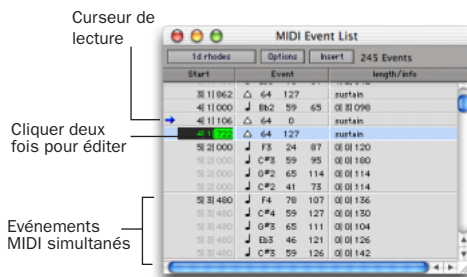 Curseur de
lecture
MIDI Event List
1d rhodes Options Insert 245 Events
Start Event length/info
3| 1| 862 64 127 sustain
4| 1| 000 Bb2 59 65 0| 3| 098
4| 1| 106 64 0 sustain
Cliquer deux
fois pour éditer
4| 1| 722 64 127 sustain
5| 2| 000 F3 24 87 0| 0| 120
5| 2| 000 C#3 59 95 0| 0| 180
5| 2| 000 G#2 65 114 0| 0| 114
5| 2| 000 C#2 41 73 0| 0| 114
Evénements
MIDI simultanés
5| 3| 480 F4 78 107 0| 0| 136
5| 3| 480 C#4 59 127 0| 0| 130
5| 3| 480 G#3 65 111 0| 0| 104
5| 3| 480 Eb3 46 121 0| 0| 126
5| 3| 480 C#3 59 126 0| 0| 142